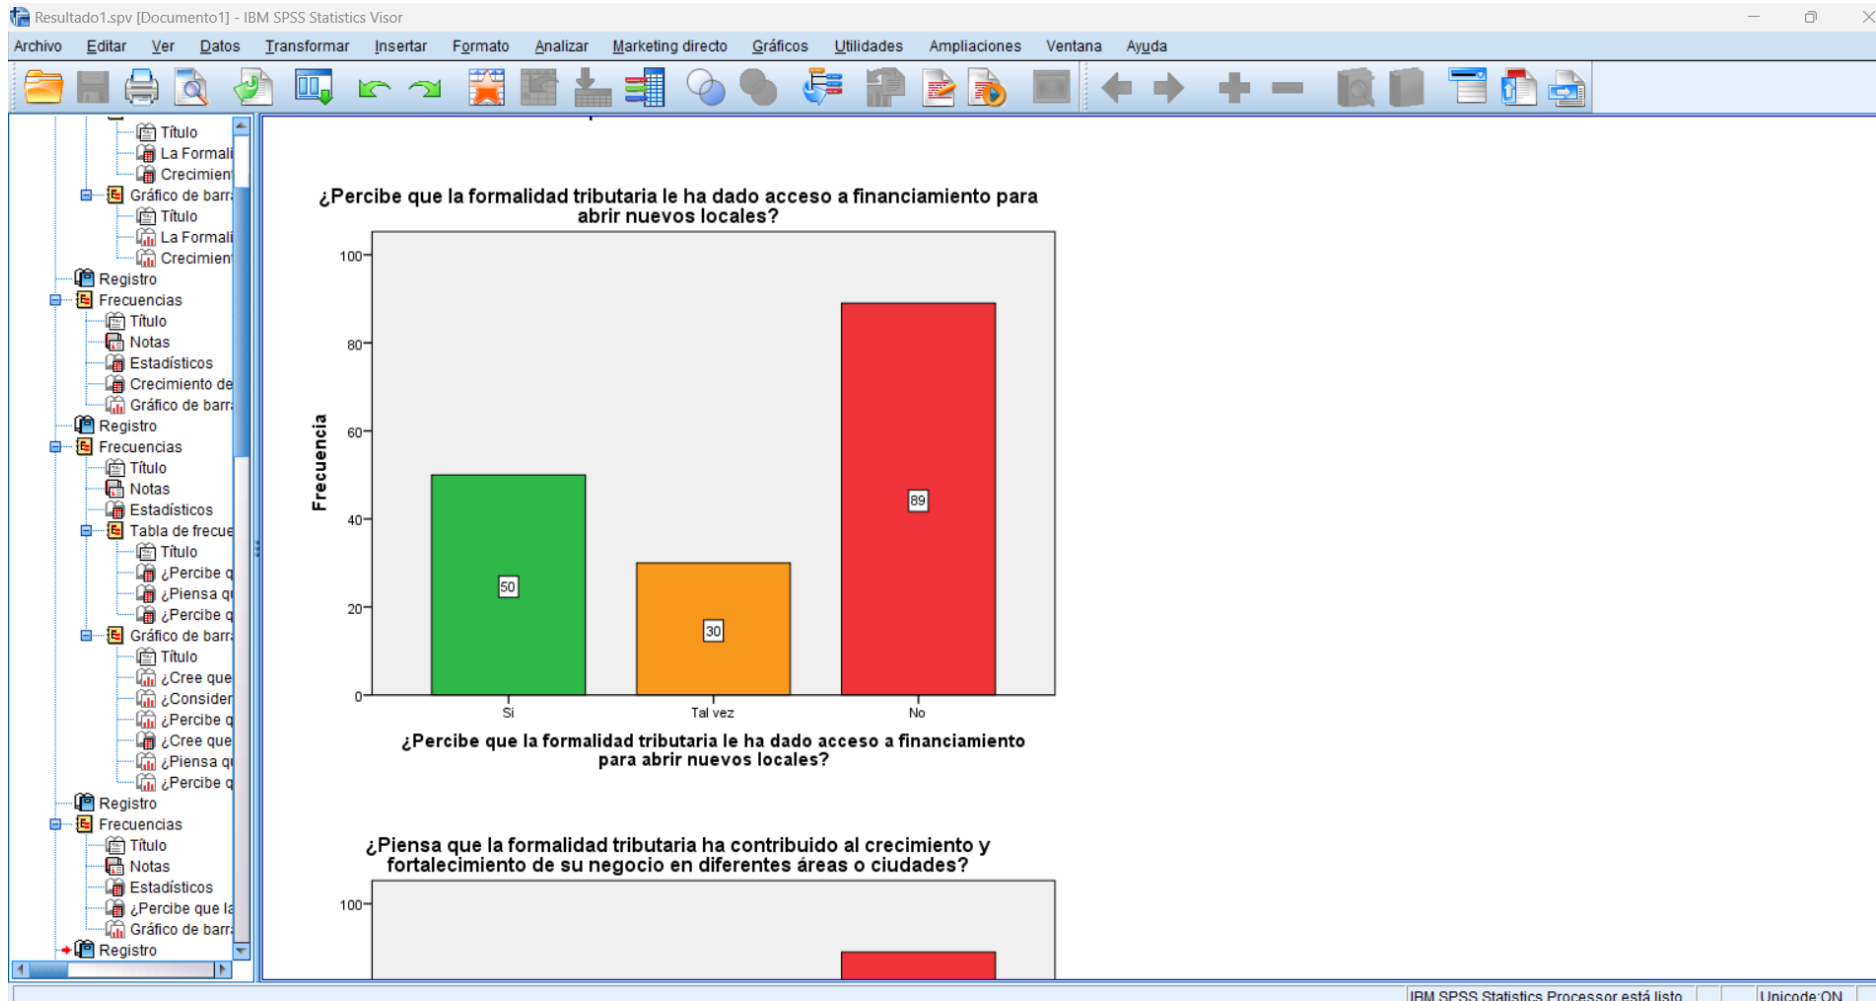 Resultado1.spv [Documento1] - IBM SPSS Statistics Visor
Archivo Editar Ver Datos Transformar Insertar Formato Analizar Marketing directo Gráficos Utilidades Ampliaciones Ventana Ayuda
Título
La Formali
Crecimien
Gráfico de barra
Título
La Formali
Crecimien
Registro
Frecuencias
Título
Notas
Estadísticos
Crecimiento de
Gráfico de barra
Registro
Frecuencias
Título
Notas
Estadísticos
Tabla de frecue
Título
¿Percibe q
¿Piensa qu
¿Percibe q
Gráfico de barra
Título
¿Cree que
¿Consider
¿Percibe q
¿Cree que
¿Piensa qu
¿Percibe q
Registro
Frecuencias
Título
Notas
Estadísticos
¿Percibe que la
Gráfico de barra
Registro
¿Percibe que la formalidad tributaria le ha dado acceso a financiamiento para
abrir nuevos locales?
100
80
60
40
20
0
Frecuencia
50
30
89
Si Tal vez No
¿Percibe que la formalidad tributaria le ha dado acceso a financiamiento
para abrir nuevos locales?
¿Piensa que la formalidad tributaria ha contribuido al crecimiento y
fortalecimiento de su negocio en diferentes áreas o ciudades?
100
IBM SPSS Statistics Processor está listo Unicode:ON